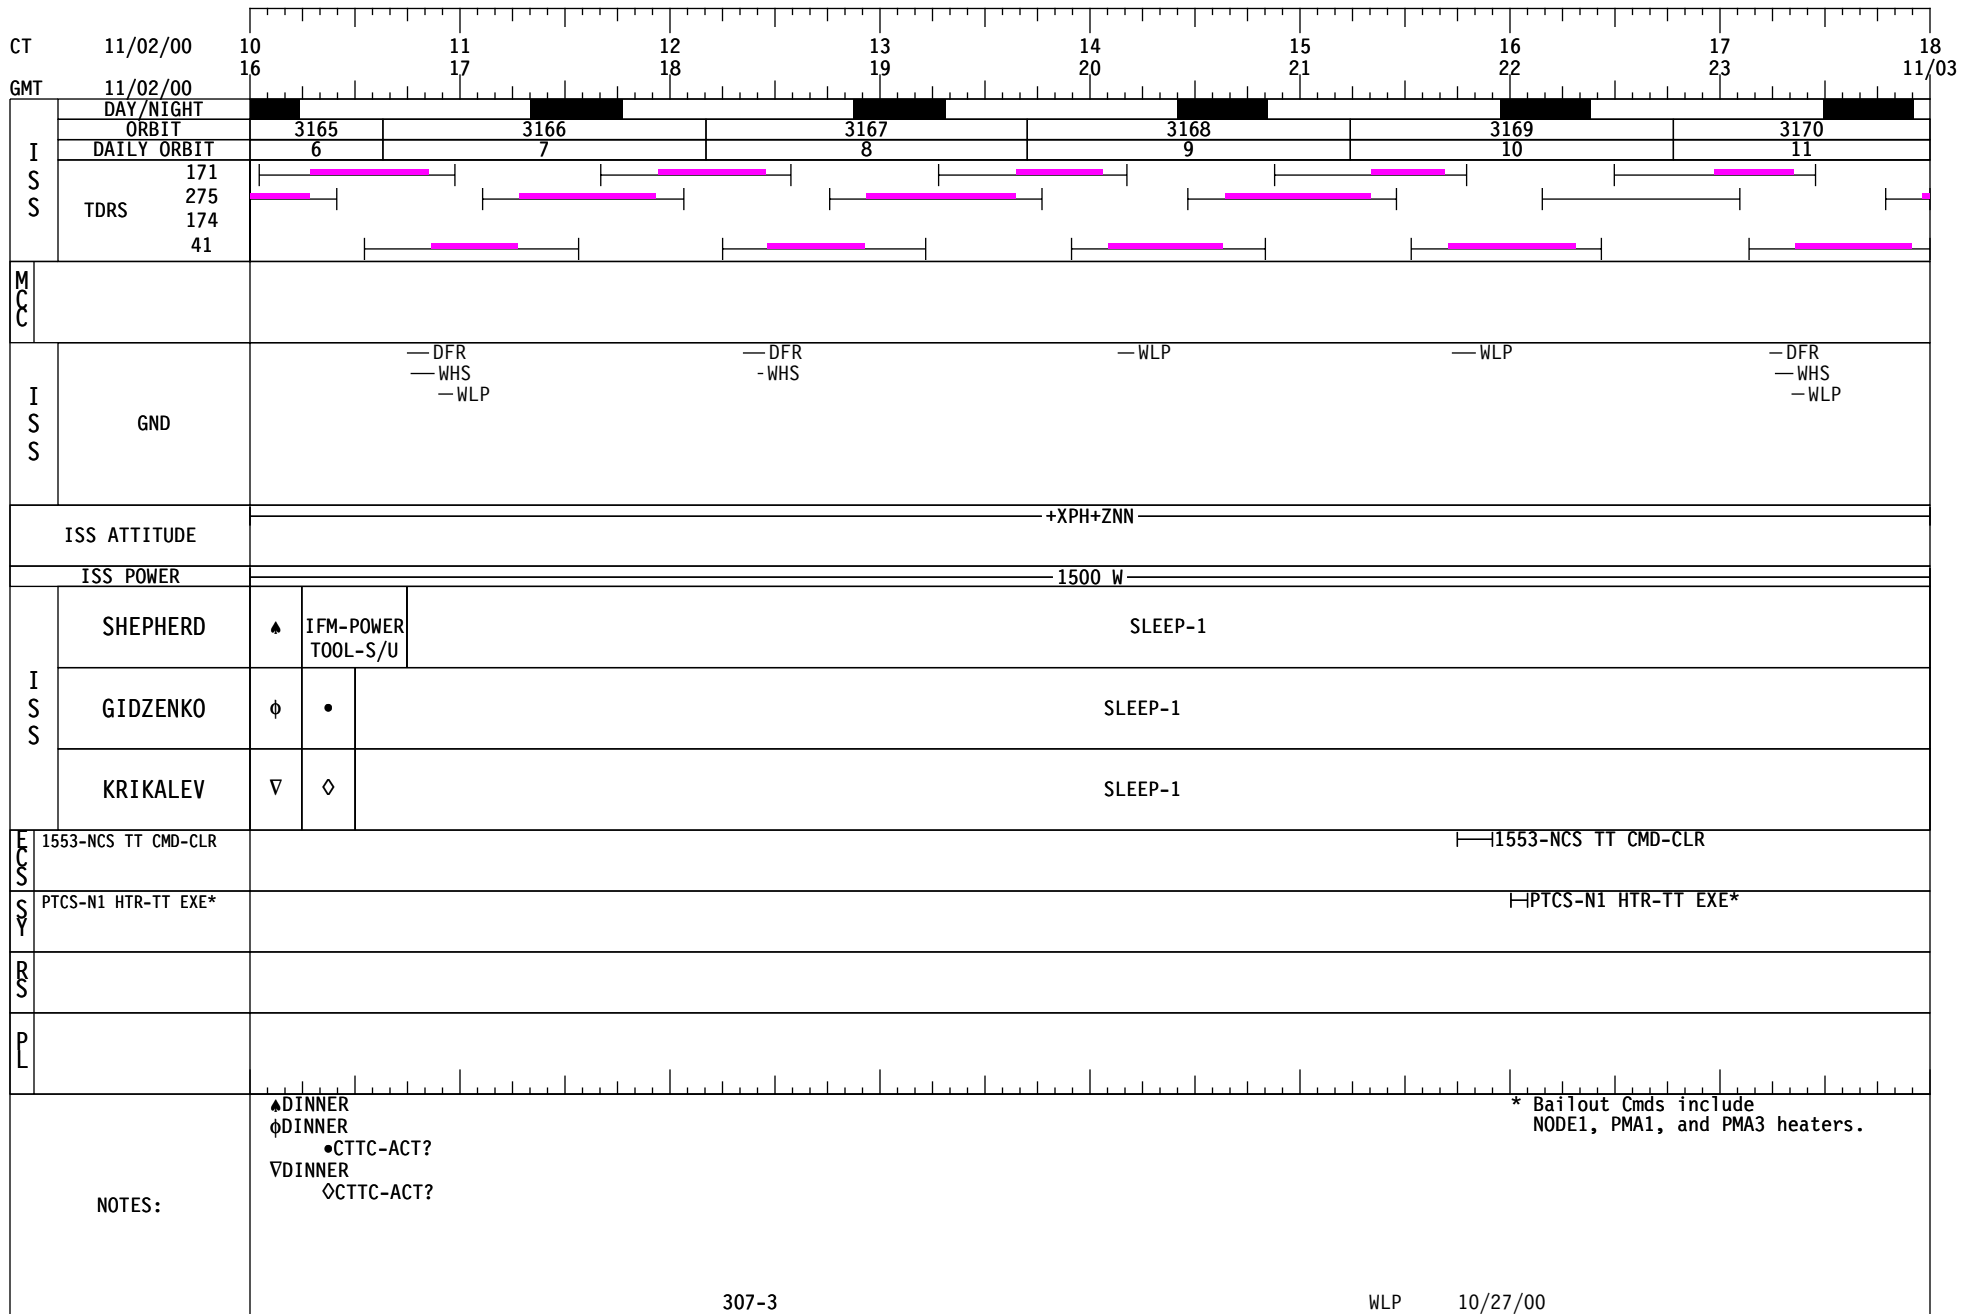 CT 11/02/00 10 11 12 13 14 15 16 17 18
16 17 18 19 20 21 22 23 11/03
GMT 11/02/00
DAY/NIGHT
ORBIT 3165 3166 3167 3168 3169 3170
DAILY ORBIT 6 7 8 9 10 11
ISS
TDRS
171
275
174
41
MCC
DFR DFR WLP WLP DFR
WHS WHS WHS
WLP WLP
ISS
GND
ISS ATTITUDE +XPH+ZNN
ISS POWER 1500 W
ISS
SHEPHERD ♠ IFM-POWER TOOL-S/U SLEEP-1
GIDZENKO ϕ • SLEEP-1
KRIKALEV ∇ ◊ SLEEP-1
ECS 1553-NCS TT CMD-CLR 1553-NCS TT CMD-CLR
SY PTCS-N1 HTR-TT EXE* PTCS-N1 HTR-TT EXE*
RS
PL
NOTES:
♠DINNER
ϕDINNER
•CTTC-ACT?
∇DINNER
◊CTTC-ACT?
* Bailout Cmds include
NODE1, PMA1, and PMA3 heaters.
307-3 WLP 10/27/00